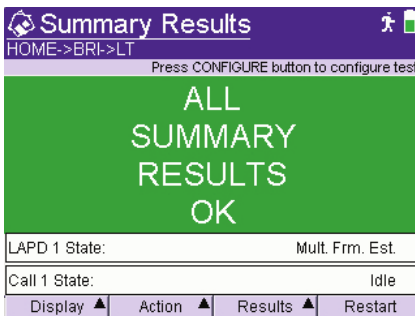 Summary Results
HOME->BRI->LT
Press CONFIGURE button to configure test
ALL
SUMMARY
RESULTS
OK
LAPD 1 State: Mult. Frm. Est.
Call 1 State: Idle
Display Action Results Restart